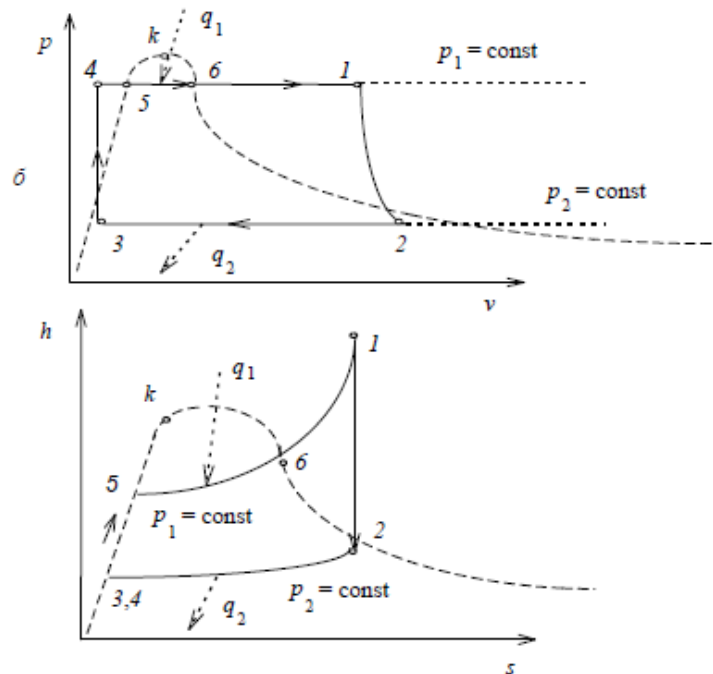 p
k
q1
4
6
1
p1 = const
5
б
p2 = const
3
2
q2
v
h
1
k
q1
6
5
p1 = const
2
3,4
q2
p2 = const
s